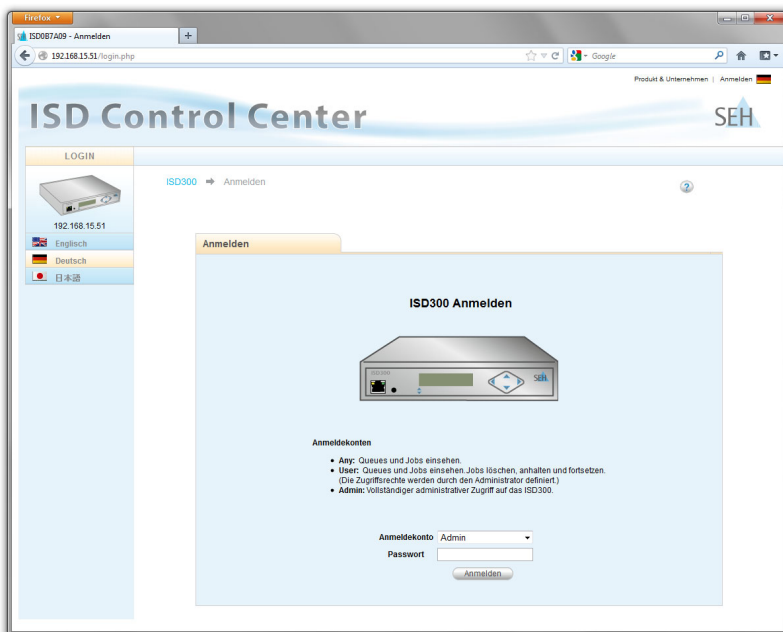 Firefox
ISD0B7A09 - Anmelden
192.168.15.51/login.php
Google
Produkt & Unternehmen | Anmelden
ISD Control Center
SEH
LOGIN
192.168.15.51
Englisch
Deutsch
日本語
ISD300 Anmelden
?
Anmelden
ISD300 Anmelden
ISD300
SEH
Anmeldekonten
Any: Queues und Jobs einsehen.
User: Queues und Jobs einsehen.Jobs löschen, anhalten und fortsetzen.
(Die Zugriffsrechte werden durch den Administrator definiert.)
Admin: Vollständiger administrativer Zugriff auf das ISD300.
Anmeldekonto Admin
Passwort
Anmelden